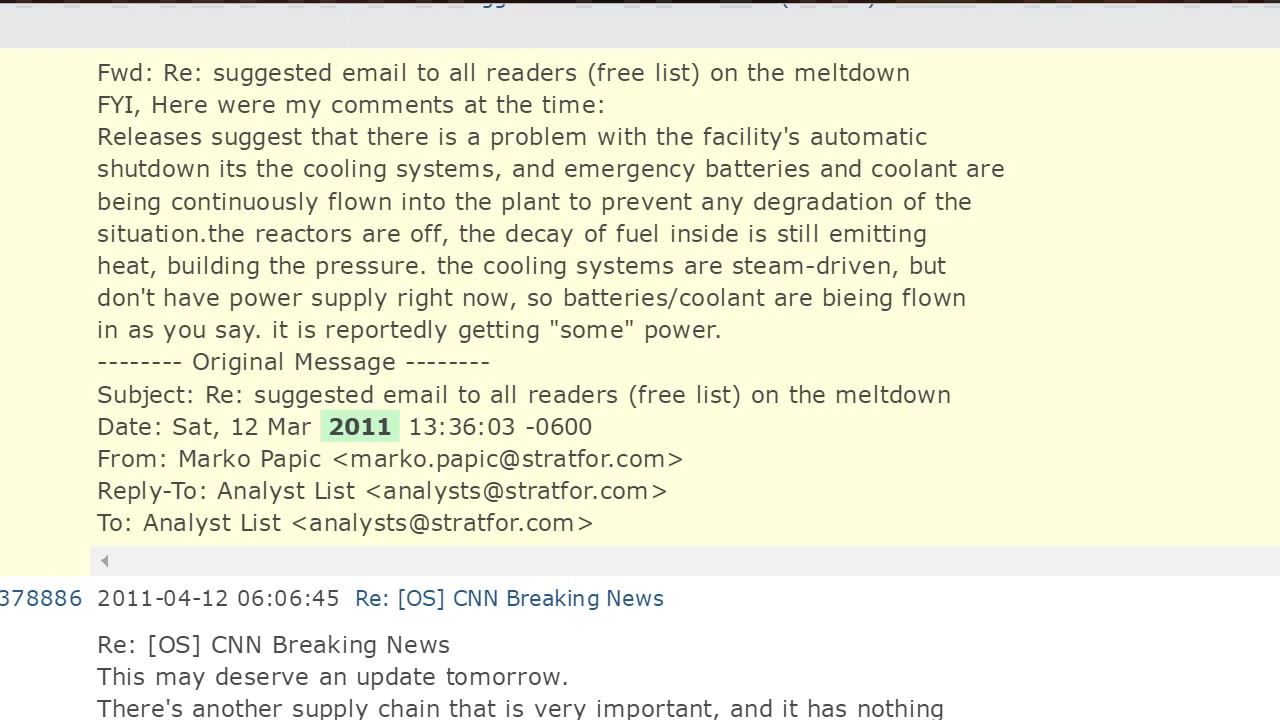 Fwd: Re: suggested email to all readers (free list) on the meltdown
FYI, Here were my comments at the time:
Releases suggest that there is a problem with the facility's automatic
shutdown its the cooling systems, and emergency batteries and coolant are
being continuously flown into the plant to prevent any degradation of the
situation.the reactors are off, the decay of fuel inside is still emitting
heat, building the pressure. the cooling systems are steam-driven, but
don't have power supply right now, so batteries/coolant are bieing flown
in as you say. it is reportedly getting "some" power.
-------- Original Message --------
Subject: Re: suggested email to all readers (free list) on the meltdown
Date: Sat, 12 Mar 2011 13:36:03 -0600
From: Marko Papic <marko.papic@stratfor.com>
Reply-To: Analyst List <analysts@stratfor.com>
To: Analyst List <analysts@stratfor.com>
378886 2011-04-12 06:06:45 Re: [OS] CNN Breaking News
Re: [OS] CNN Breaking News
This may deserve an update tomorrow.
There's another supply chain that is very important, and it has nothing